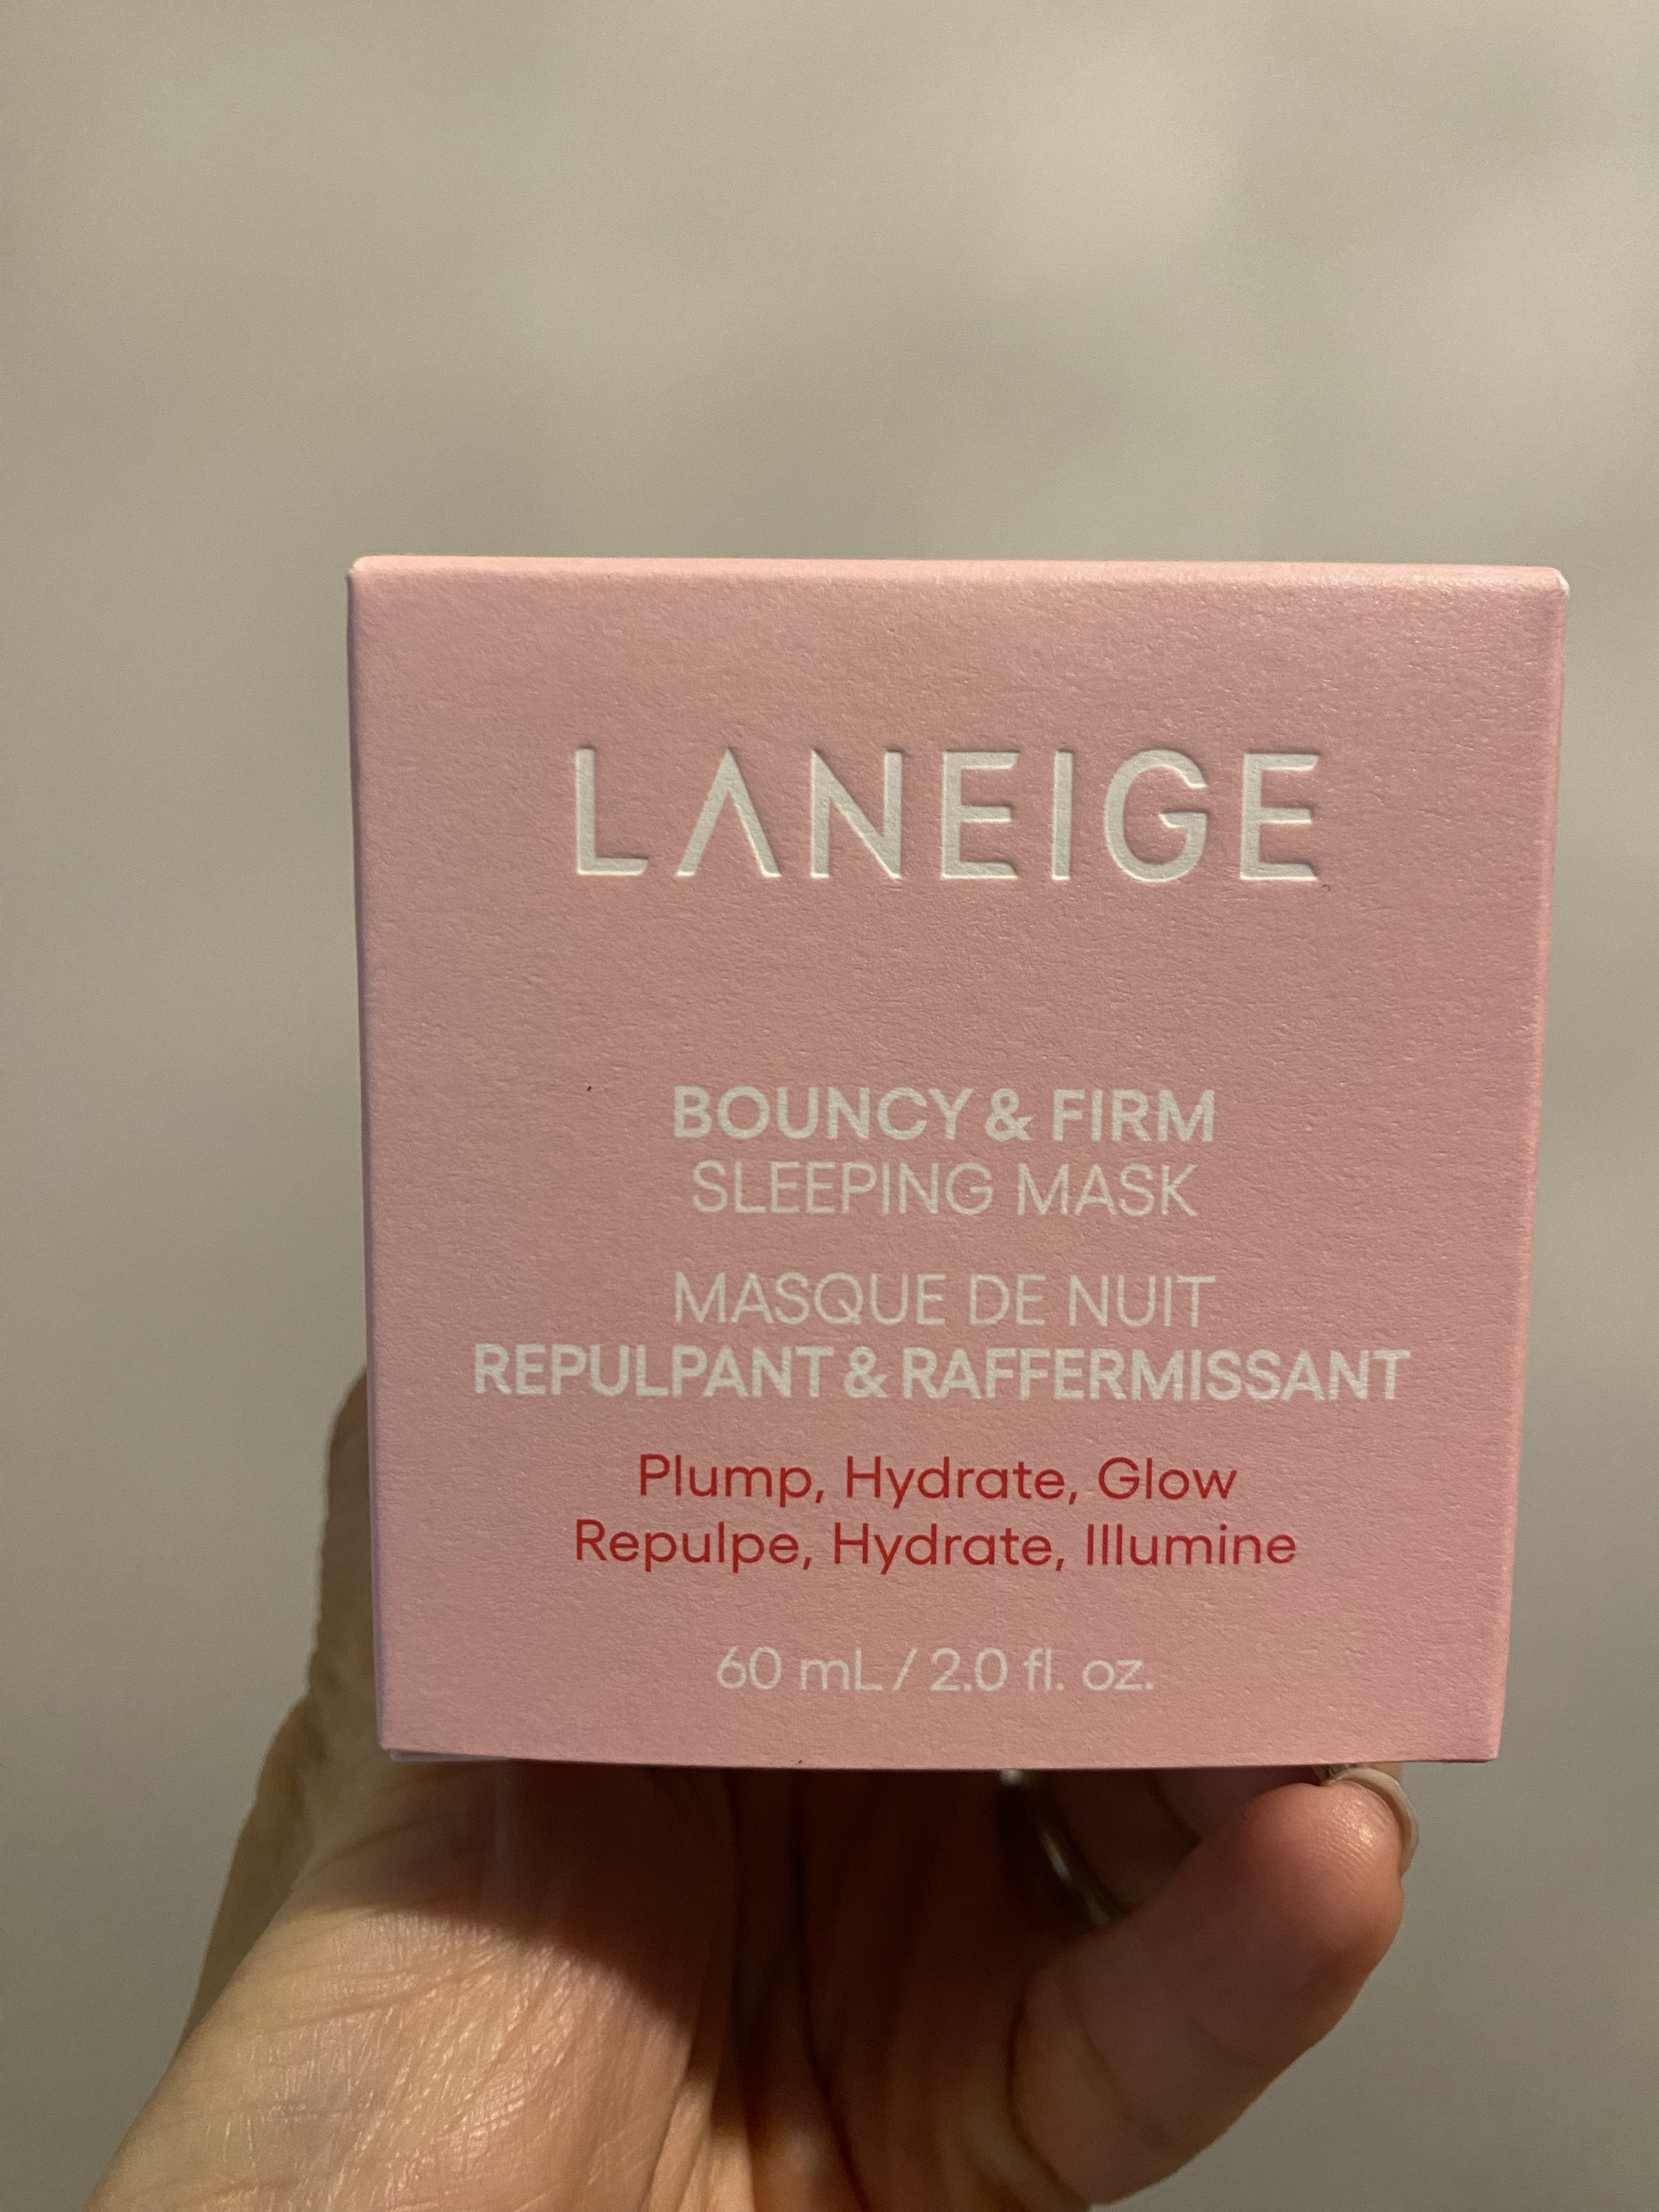 LANEIGE
BOUNCY & FIRM
SLEEPING MASK
MASQUE DE NUIT
REPULPANT & RAFFERMISSANT
Plump, Hydrate, Glow
Repulpe, Hydrate, Illumine
60 mL / 2.0 fl. oz.